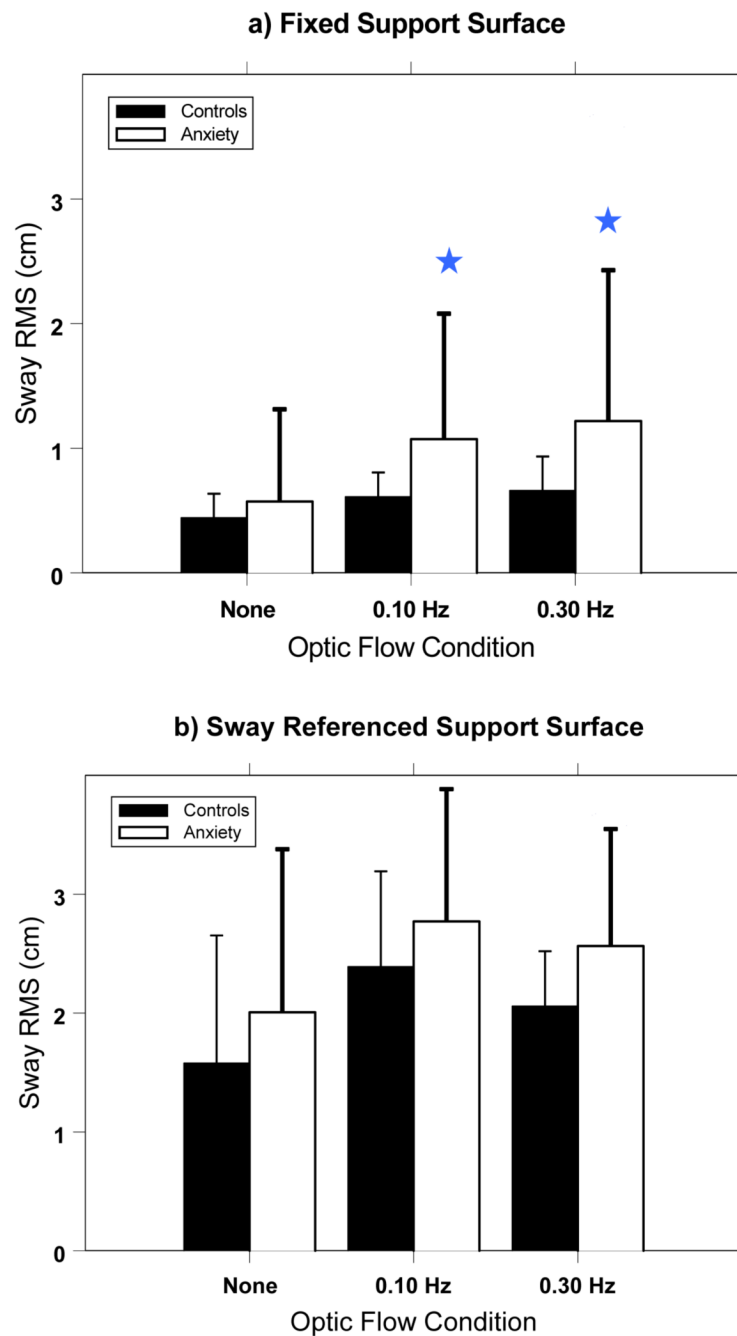 a) Fixed Support Surface
Controls
Anxiety
3
2
1
0
Sway RMS (cm)
None 0.10 Hz 0.30 Hz
Optic Flow Condition
b) Sway Referenced Support Surface
Controls
Anxiety
3
2
1
0
Sway RMS (cm)
None 0.10 Hz 0.30 Hz
Optic Flow Condition